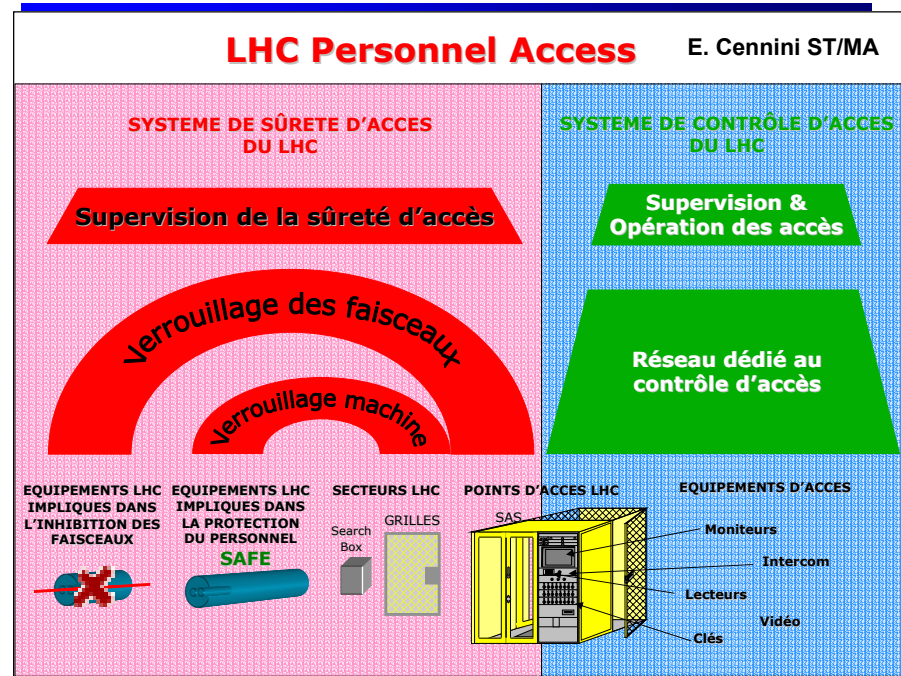 LHC Personnel Access
E. Cennini ST/MA
SYSTEME DE SÛRETE D'ACCES
DU LHC
Supervision de la sûreté d'accès
Verrouillage des faisceaux
Verrouillage machine
SYSTEME DE CONTRÔLE D'ACCES
DU LHC
Supervision &
Opération des accès
Réseau dédié au
contrôle d'accès
EQUIPEMENTS LHC
IMPLIQUES DANS
L'INHIBITION DES
FAISCEAUX
EQUIPEMENTS LHC
IMPLIQUES DANS
LA PROTECTION
DU PERSONNEL
SAFE
SECTEURS LHC
Search
Box
GRILLES
POINTS D'ACCES LHC
SAS
EQUIPEMENTS D'ACCES
Moniteurs
Intercom
Lecteurs
Vidéo
Clés